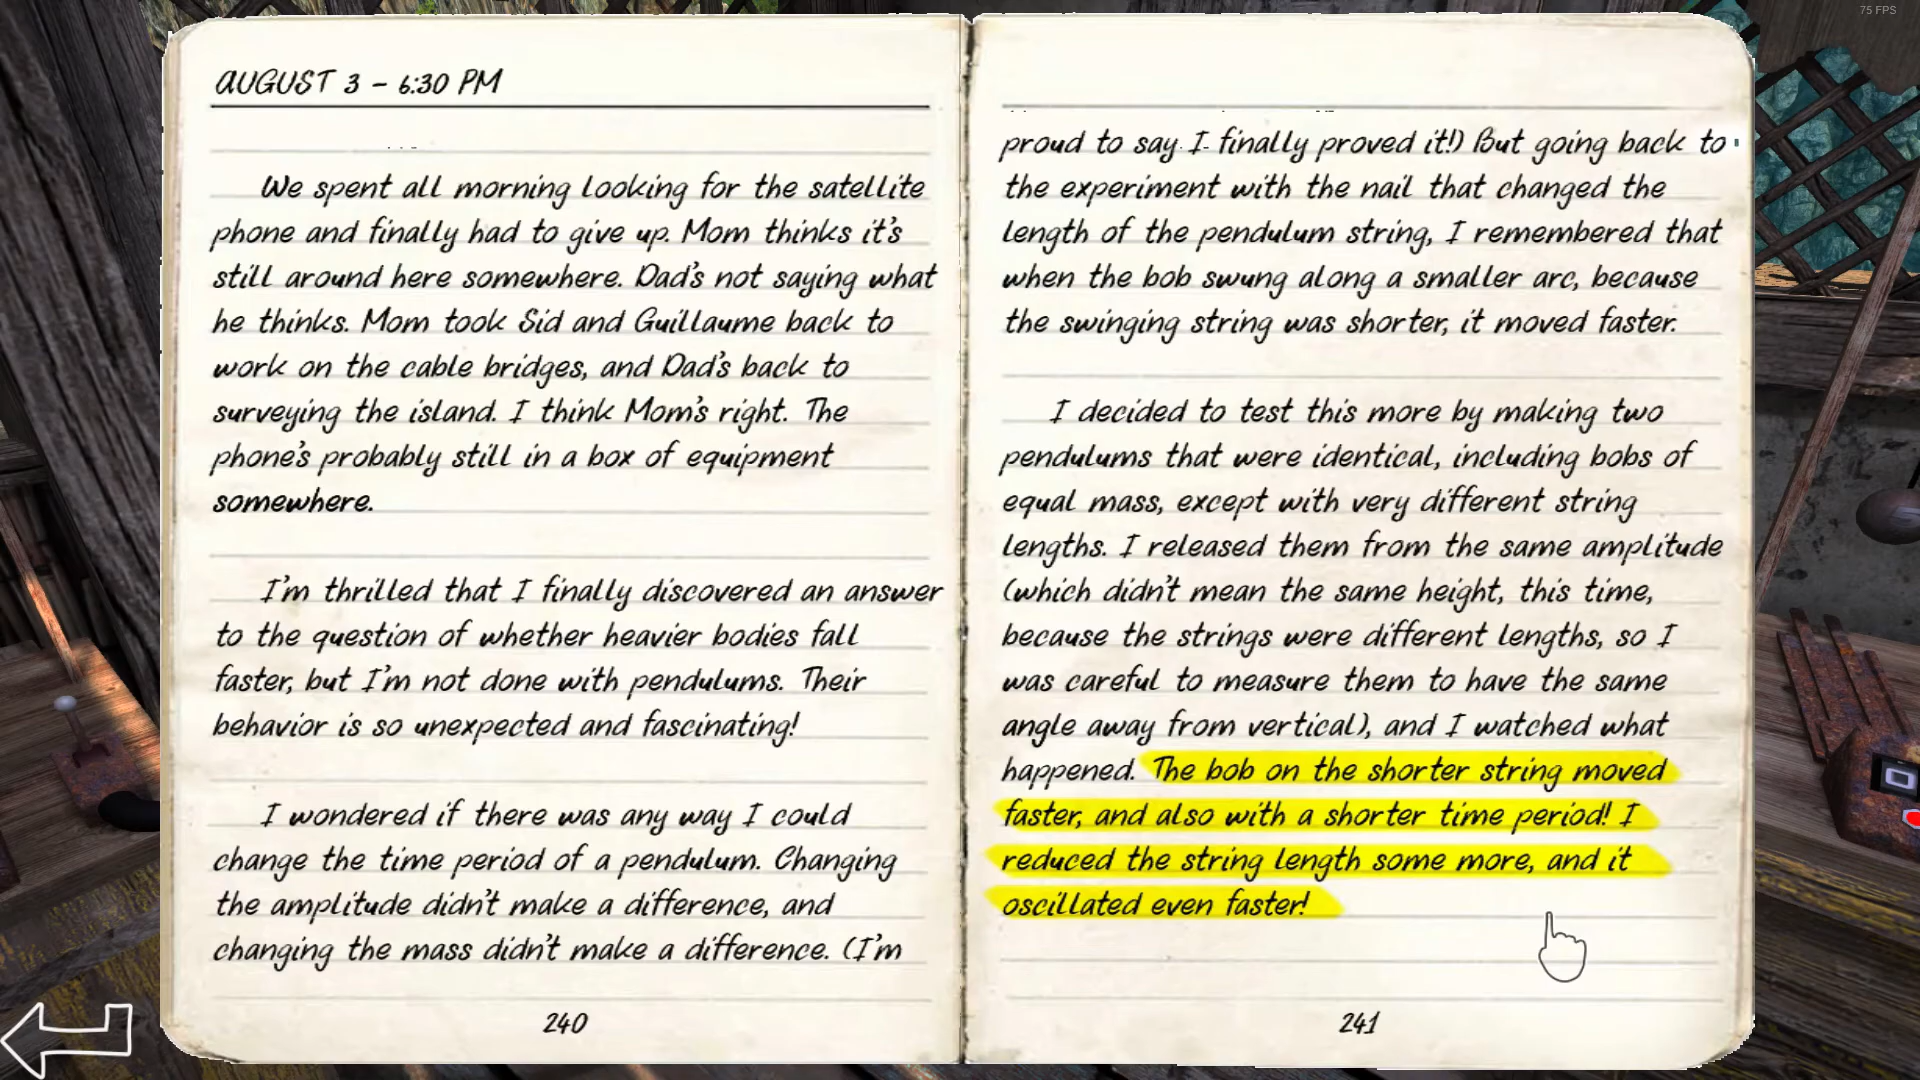 75 FPS
AUGUST 3 – 6:30 PM
We spent all morning looking for the satellite
phone and finally had to give up. Mom thinks it's
still around here somewhere. Dad's not saying what
he thinks. Mom took Sid and Guillaume back to
work on the cable bridges, and Dad's back to
surveying the island. I think Mom's right. The
phone's probably still in a box of equipment
somewhere.
I'm thrilled that I finally discovered an answer
to the question of whether heavier bodies fall
faster, but I'm not done with pendulums. Their
behavior is so unexpected and fascinating!
I wondered if there was any way I could
change the time period of a pendulum. Changing
the amplitude didn't make a difference, and
changing the mass didn't make a difference. (I'm
240
proud to say I finally proved it!) But going back to
the experiment with the nail that changed the
length of the pendulum string, I remembered that
when the bob swung along a smaller arc, because
the swinging string was shorter, it moved faster.
I decided to test this more by making two
pendulums that were identical, including bobs of
equal mass, except with very different string
lengths. I released them from the same amplitude
(which didn't mean the same height, this time,
because the strings were different lengths, so I
was careful to measure them to have the same
angle away from vertical), and I watched what
happened. The bob on the shorter string moved
faster, and also with a shorter time period! I
reduced the string length some more, and it
oscillated even faster!
241